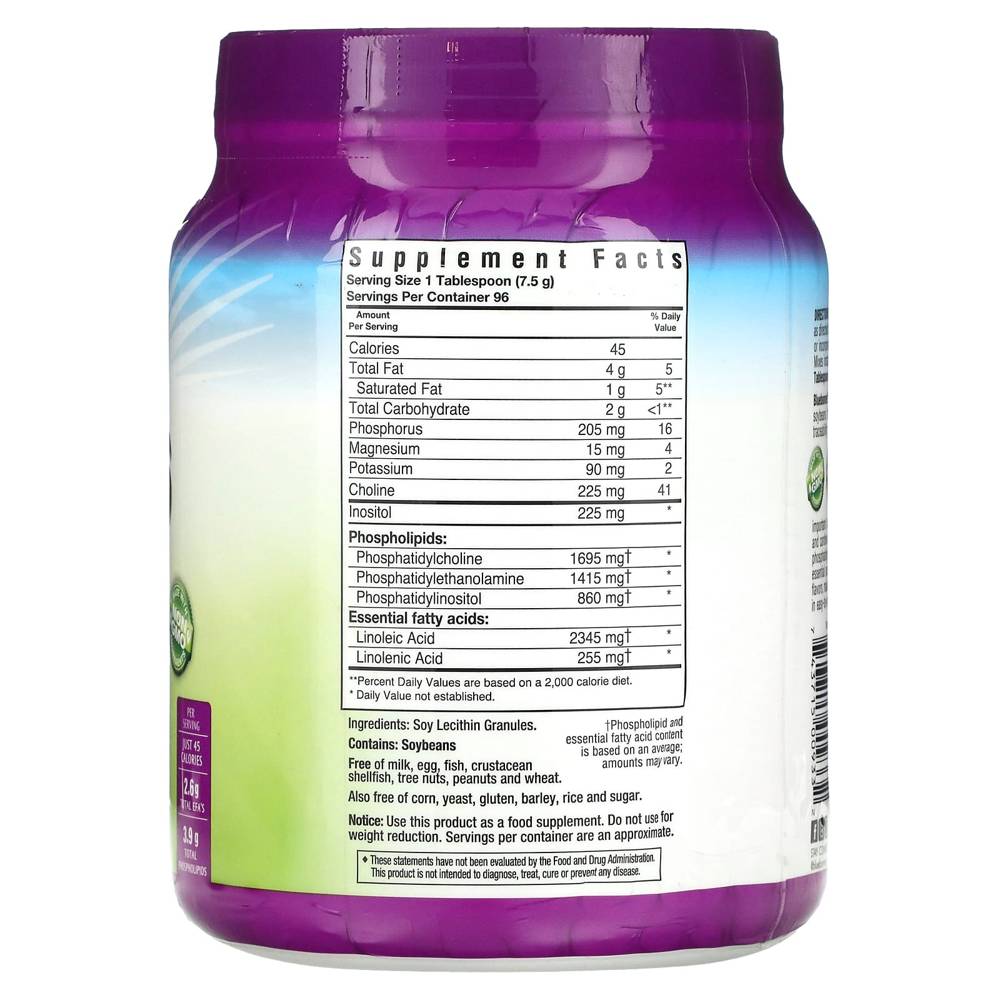 Supplement Facts
Serving Size 1 Tablespoon (7.5 g)
Servings Per Container 96
Amount Per Serving % Daily Value
Calories 45
Total Fat 4 g 5
Saturated Fat 1 g 5**
Total Carbohydrate 2 g <1**
Phosphorus 205 mg 16
Magnesium 15 mg 4
Potassium 90 mg 2
Choline 225 mg 41
Inositol 225 mg *
Phospholipids:
Phosphatidylcholine 1695 mg† *
Phosphatidylethanolamine 1415 mg† *
Phosphatidylinositol 860 mg† *
Essential fatty acids:
Linoleic Acid 2345 mg† *
Linolenic Acid 255 mg† *
**Percent Daily Values are based on a 2,000 calorie diet.
* Daily Value not established.
Ingredients: Soy Lecithin Granules.
Contains: Soybeans
Free of milk, egg, fish, crustacean
shellfish, tree nuts, peanuts and wheat.
†Phospholipid and
essential fatty acid content
is based on an average;
amounts may vary.
Also free of corn, yeast, gluten, barley, rice and sugar.
Notice: Use this product as a food supplement. Do not use for
weight reduction. Servings per container are an approximate.
♦ These statements have not been evaluated by the Food and Drug Administration.
This product is not intended to diagnose, treat, cure or prevent any disease.
PER
SERVING
JUST 45
CALORIES
2.6g
TOTAL EFA'S
3.9 g
TOTAL
PHOSPHOLIPIDS